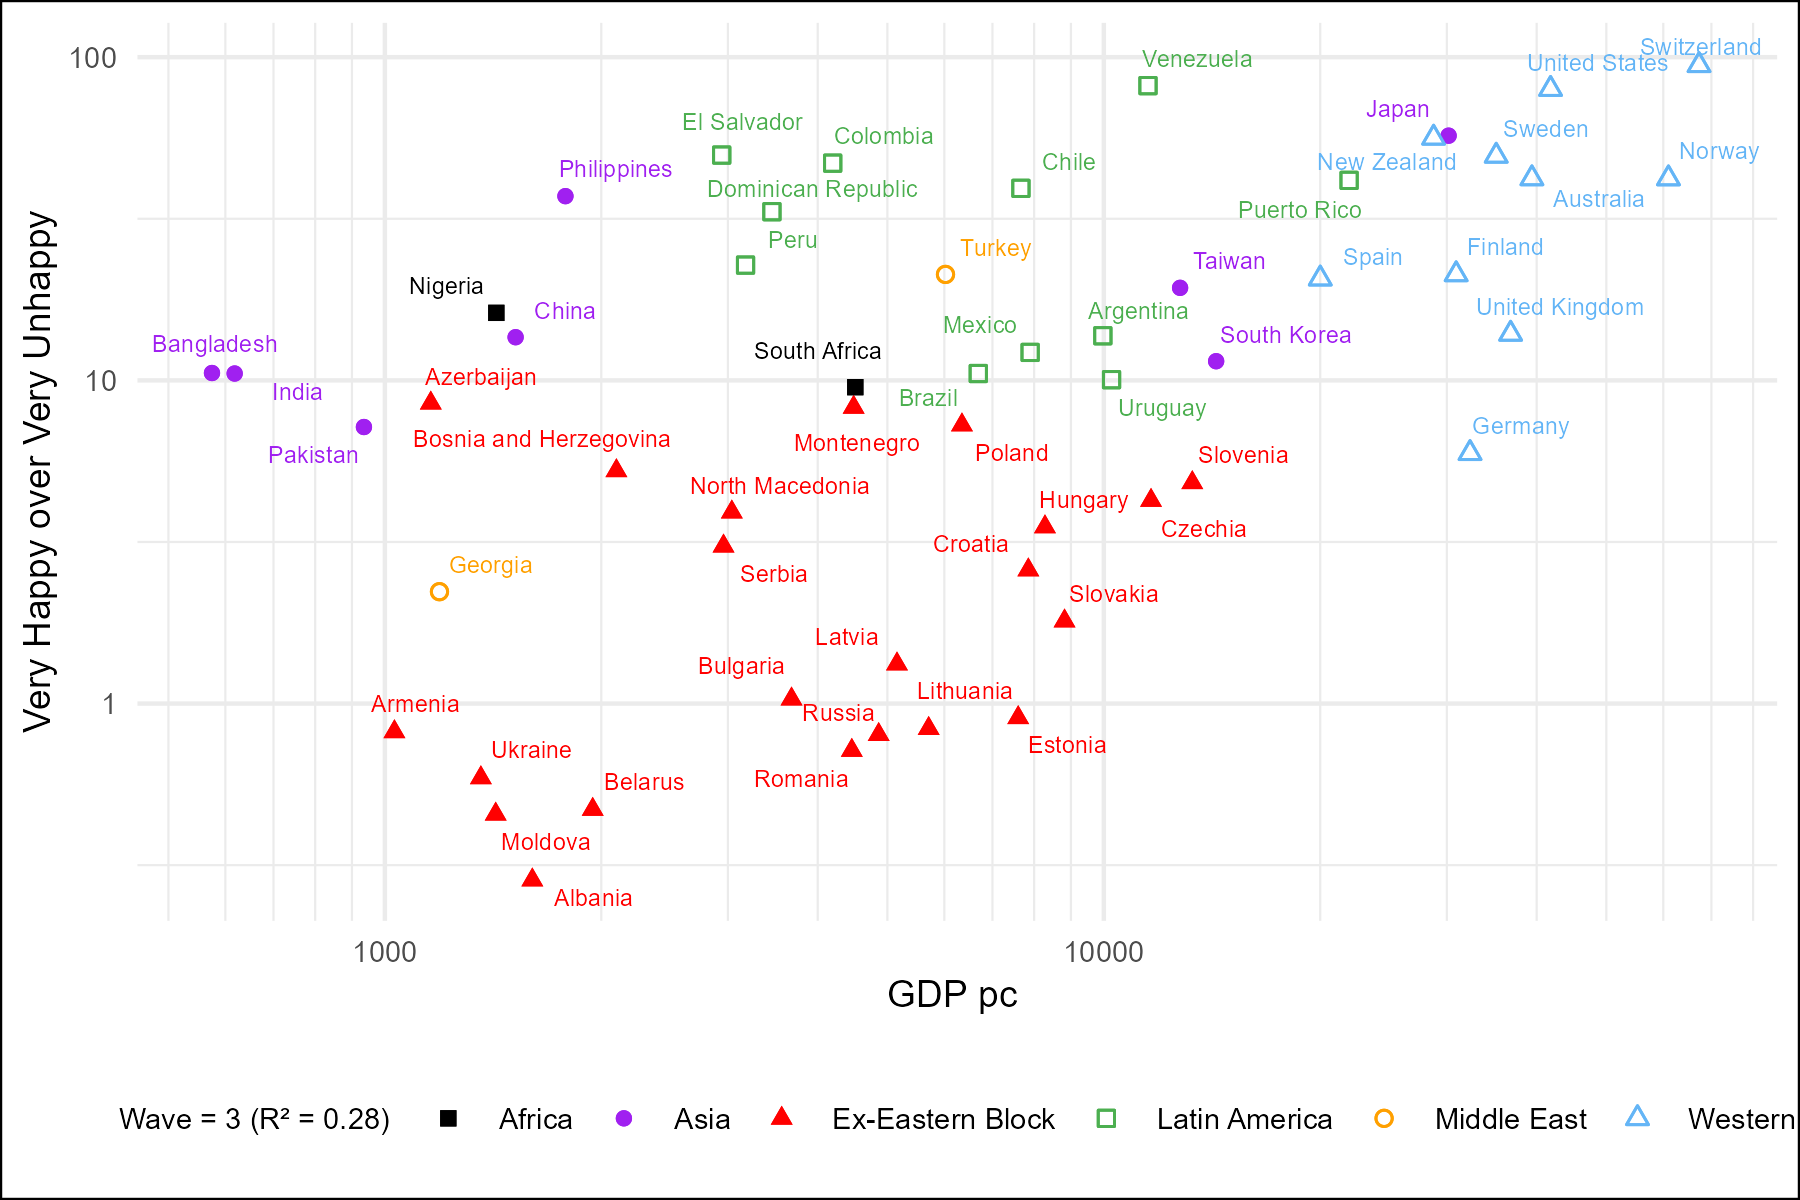 Very Happy over Very Unhappy
100
10
1
Switzerland
United States
Venezuela
Japan
El Salvador
Colombia
Sweden
New Zealand
Norway
Chile
Philippines
Dominican Republic
Australia
Puerto Rico
Peru
Turkey
Finland
Spain
Taiwan
Nigeria
China
Argentina
United Kingdom
Mexico
South Korea
Bangladesh
South Africa
Azerbaijan
India
Brazil
Uruguay
Germany
Bosnia and Herzegovina
Montenegro
Pakistan
Poland
Slovenia
North Macedonia
Hungary
Czechia
Croatia
Georgia
Serbia
Slovakia
Latvia
Bulgaria
Lithuania
Armenia
Russia
Estonia
Ukraine
Romania
Belarus
Moldova
Albania
1000
10000
GDP pc
Wave = 3 (R² = 0.28)
Africa
Asia
Ex-Eastern Block
Latin America
Middle East
Western